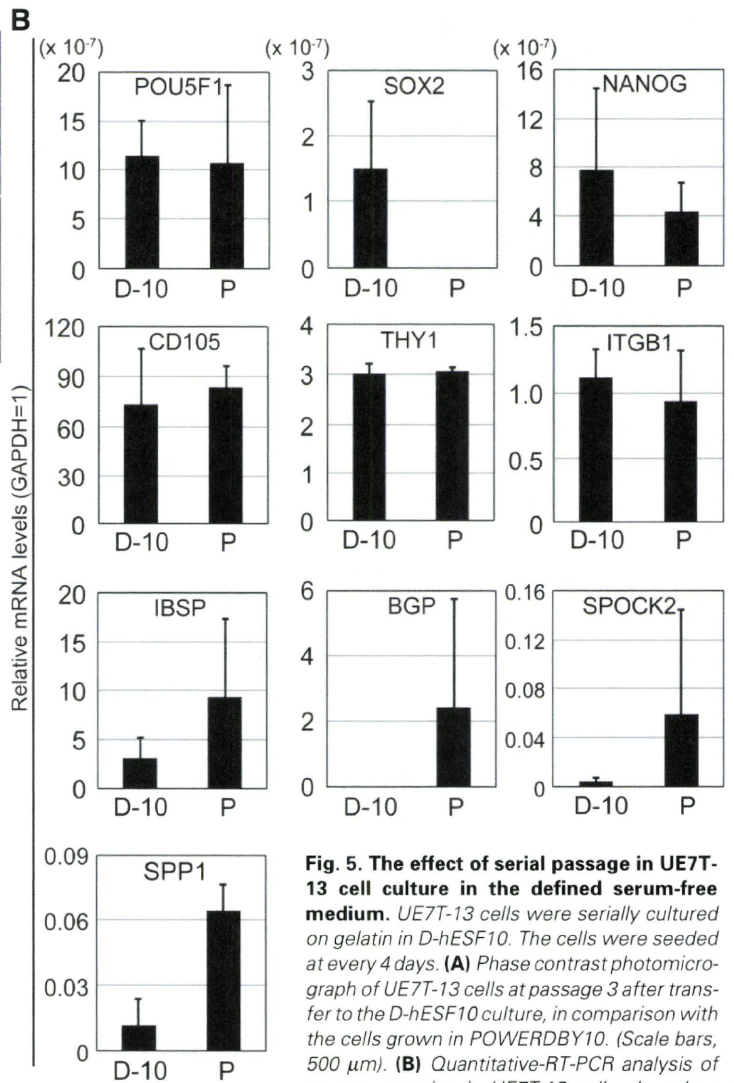 B
(x 10-7) (x 10-7) (x 10-7)
Relative mRNA levels (GAPDH=1)
20
15
10
5
0
POU5F1
D-10 P
3
2
1
0
SOX2
D-10 P
16
12
8
4
0
NANOG
D-10 P
120
90
60
30
0
CD105
D-10 P
4
3
2
1
0
THY1
D-10 P
1.5
1.0
0.5
0
ITGB1
D-10 P
20
15
10
5
0
IBSP
D-10 P
6
4
2
0
BGP
D-10 P
0.16
0.12
0.08
0.04
0
SPOCK2
D-10 P
0.09
0.06
0.03
0
SPP1
D-10 P
Fig. 5. The effect of serial passage in UE7T-
13 cell culture in the defined serum-free
medium. UE7T-13 cells were serially cultured
on gelatin in D-hESF10. The cells were seeded
at every 4 days. (A) Phase contrast photomicro-
graph of UE7T-13 cells at passage 3 after trans-
fer to the D-hESF10 culture, in comparison with
the cells grown in POWERDBY10. (Scale bars,
500 μm). (B) Quantitative-RT-PCR analysis of